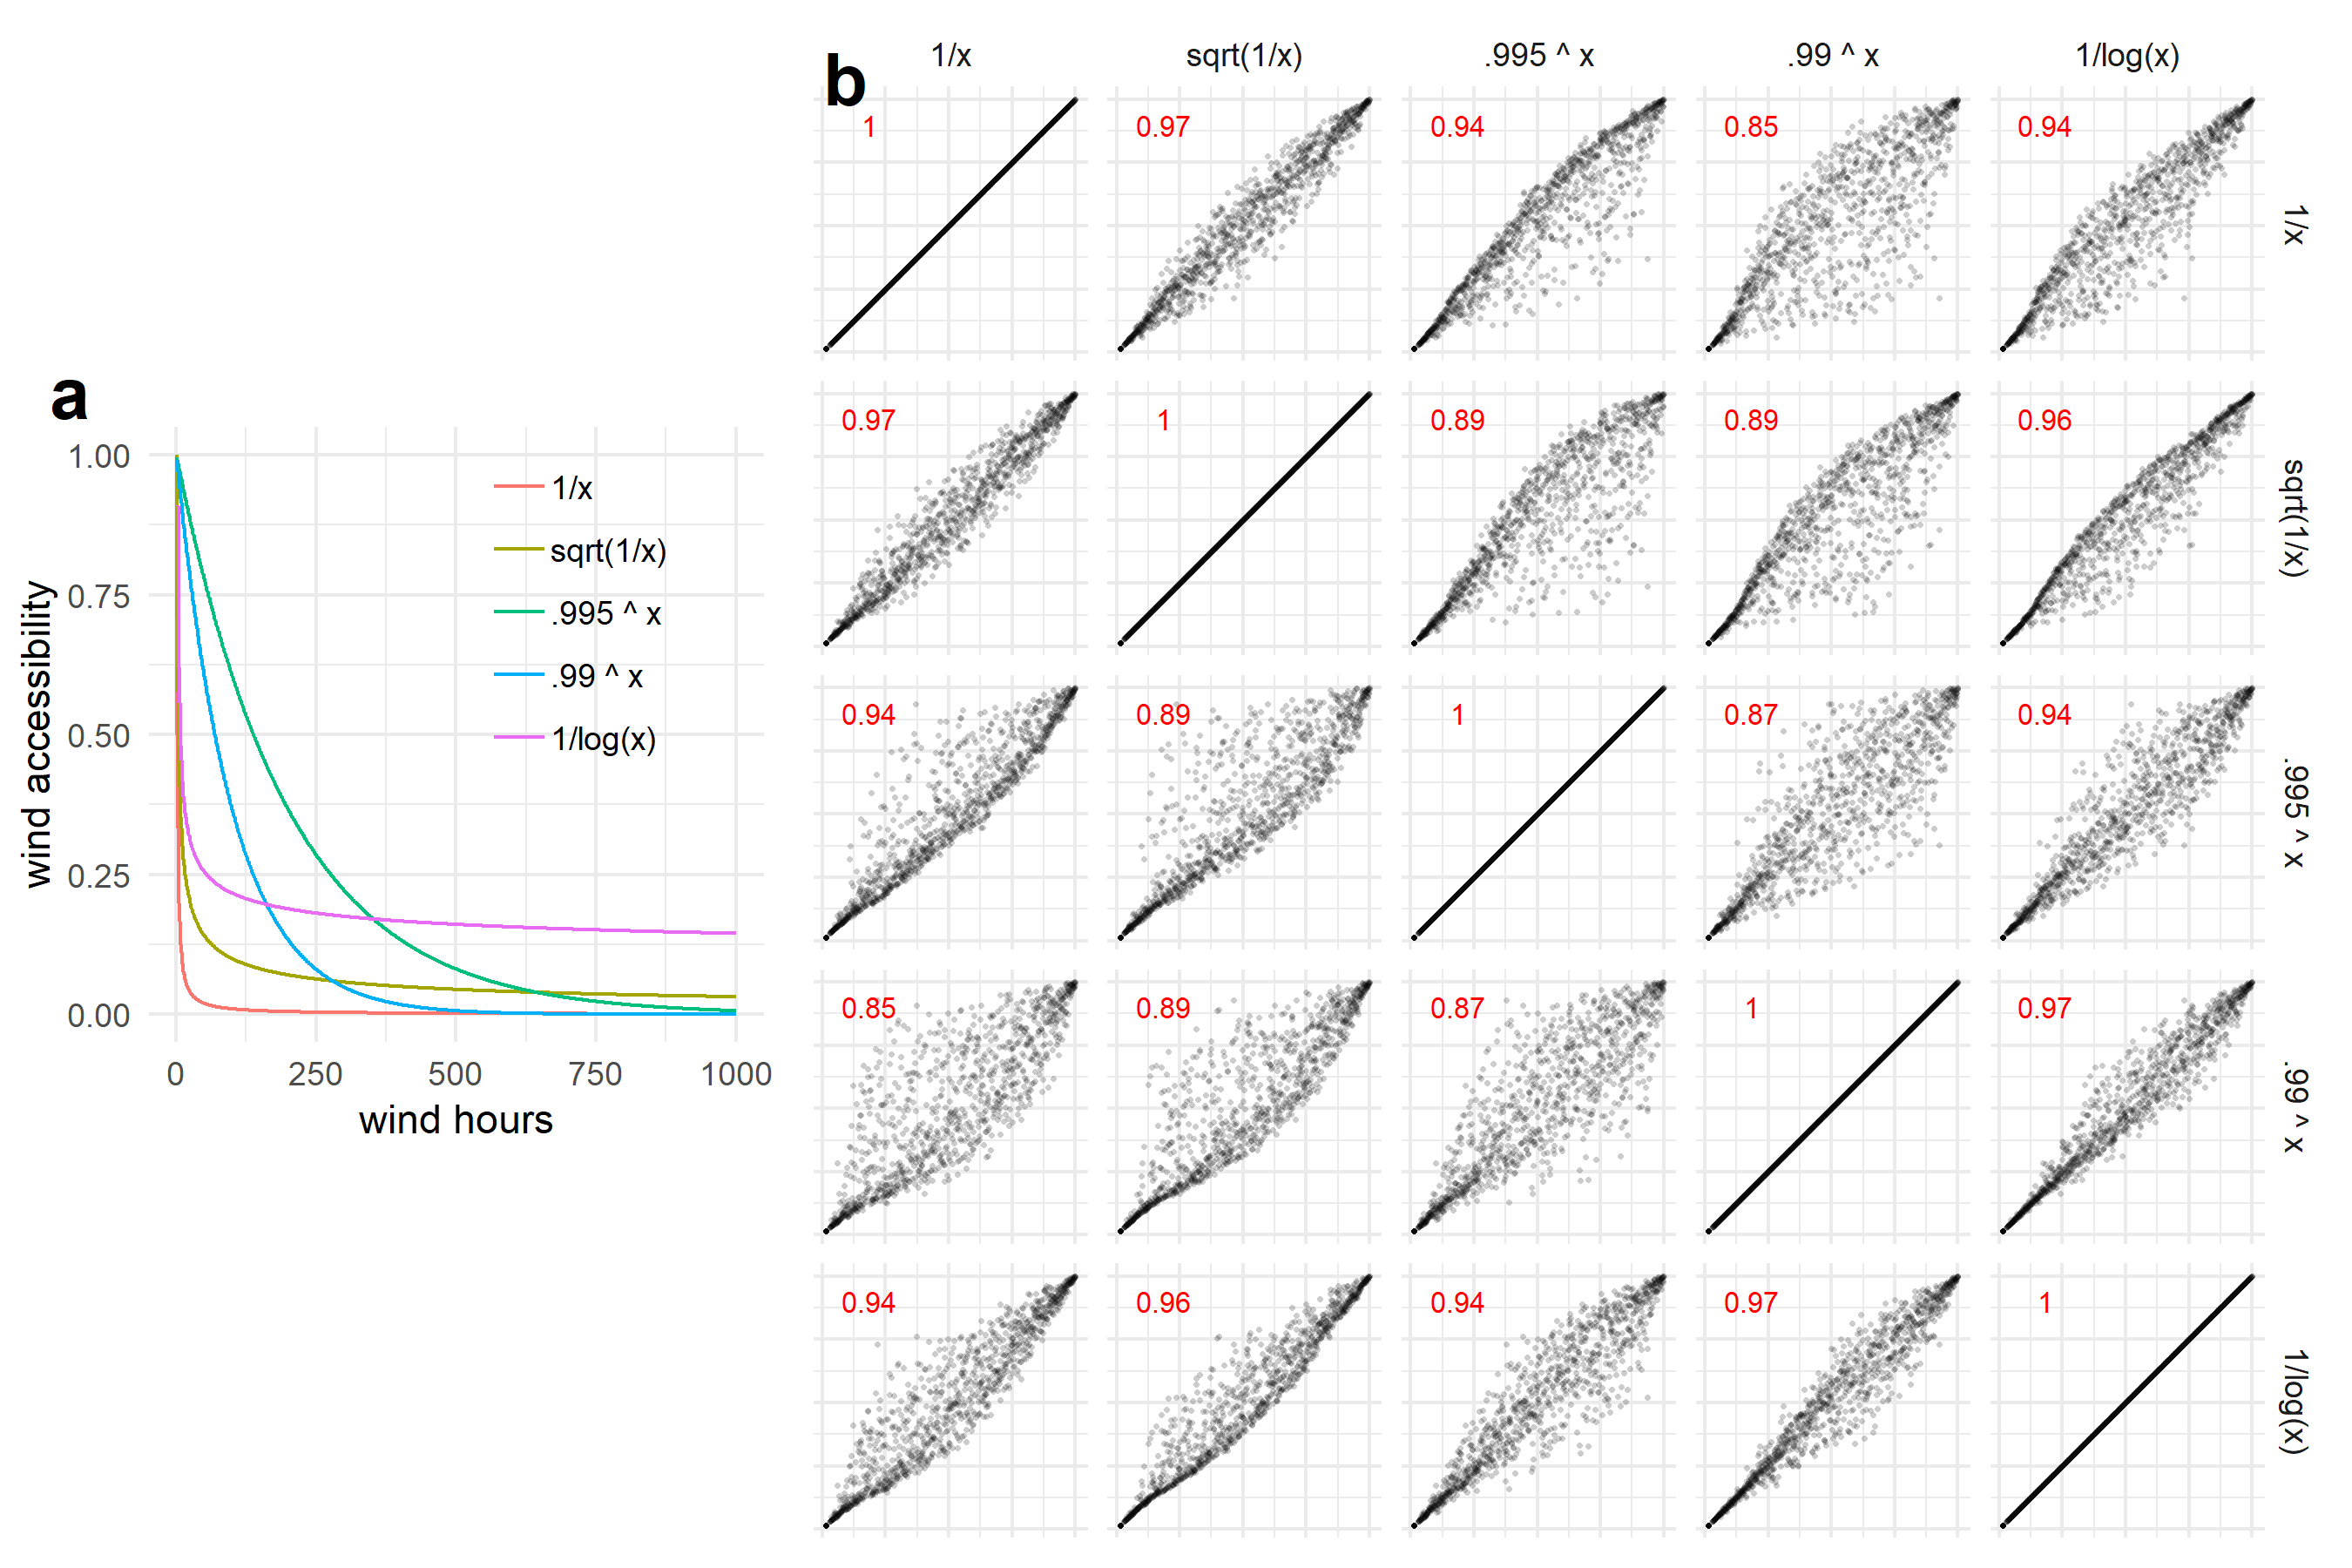 a
1.00
0.75
0.50
0.25
0.00
0 250 500 750 1000
wind hours
wind accessibility
1/x
sqrt(1/x)
.995 ^ x
.99 ^ x
1/log(x)
b
1/x sqrt(1/x) .995 ^ x .99 ^ x 1/log(x)
1 0.97 0.94 0.85 0.94
1/x
0.97 1 0.89 0.89 0.96
sqrt(1/x)
0.94 0.89 1 0.87 0.94
.995 ^ x
0.85 0.89 0.87 1 0.97
.99 ^ x
0.94 0.96 0.94 0.97 1
1/log(x)